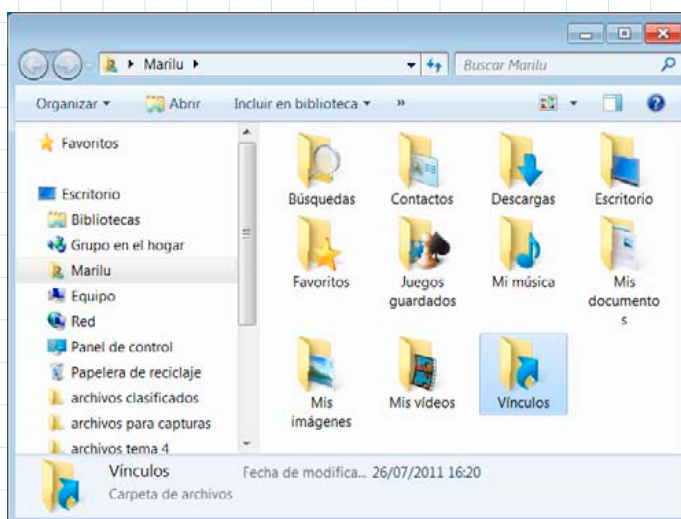 Marilu
Buscar Marilu
Organizar Abrir Incluir en biblioteca »
Favoritos
Escritorio
Bibliotecas
Grupo en el hogar
Marilu
Equipo
Red
Panel de control
Papelera de reciclaje
archivos clasificados
archivos para capturas
archivos tema 4
Búsquedas Contactos Descargas Escritorio
Favoritos Juegos guardados Mi música Mis documentos
Mis imágenes Mis vídeos Vínculos
Vínculos Fecha de modifica... 26/07/2011 16:20
Carpeta de archivos